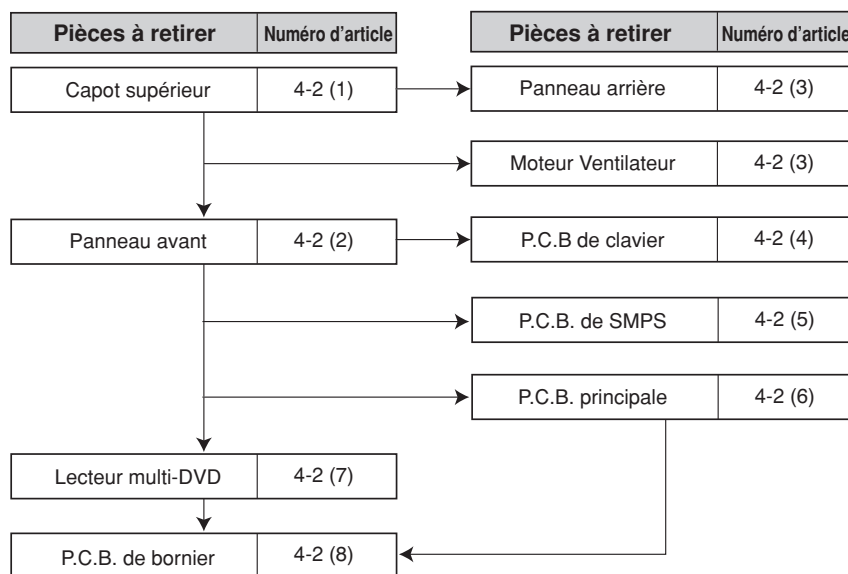 Pièces à retirer Numéro d'article Pièces à retirer Numéro d'article
Capot supérieur 4-2 (1) Panneau arrière 4-2 (3)
Moteur Ventilateur 4-2 (3)
Panneau avant 4-2 (2) P.C.B de clavier 4-2 (4)
P.C.B. de SMPS 4-2 (5)
P.C.B. principale 4-2 (6)
Lecteur multi-DVD 4-2 (7)
P.C.B. de bornier 4-2 (8)